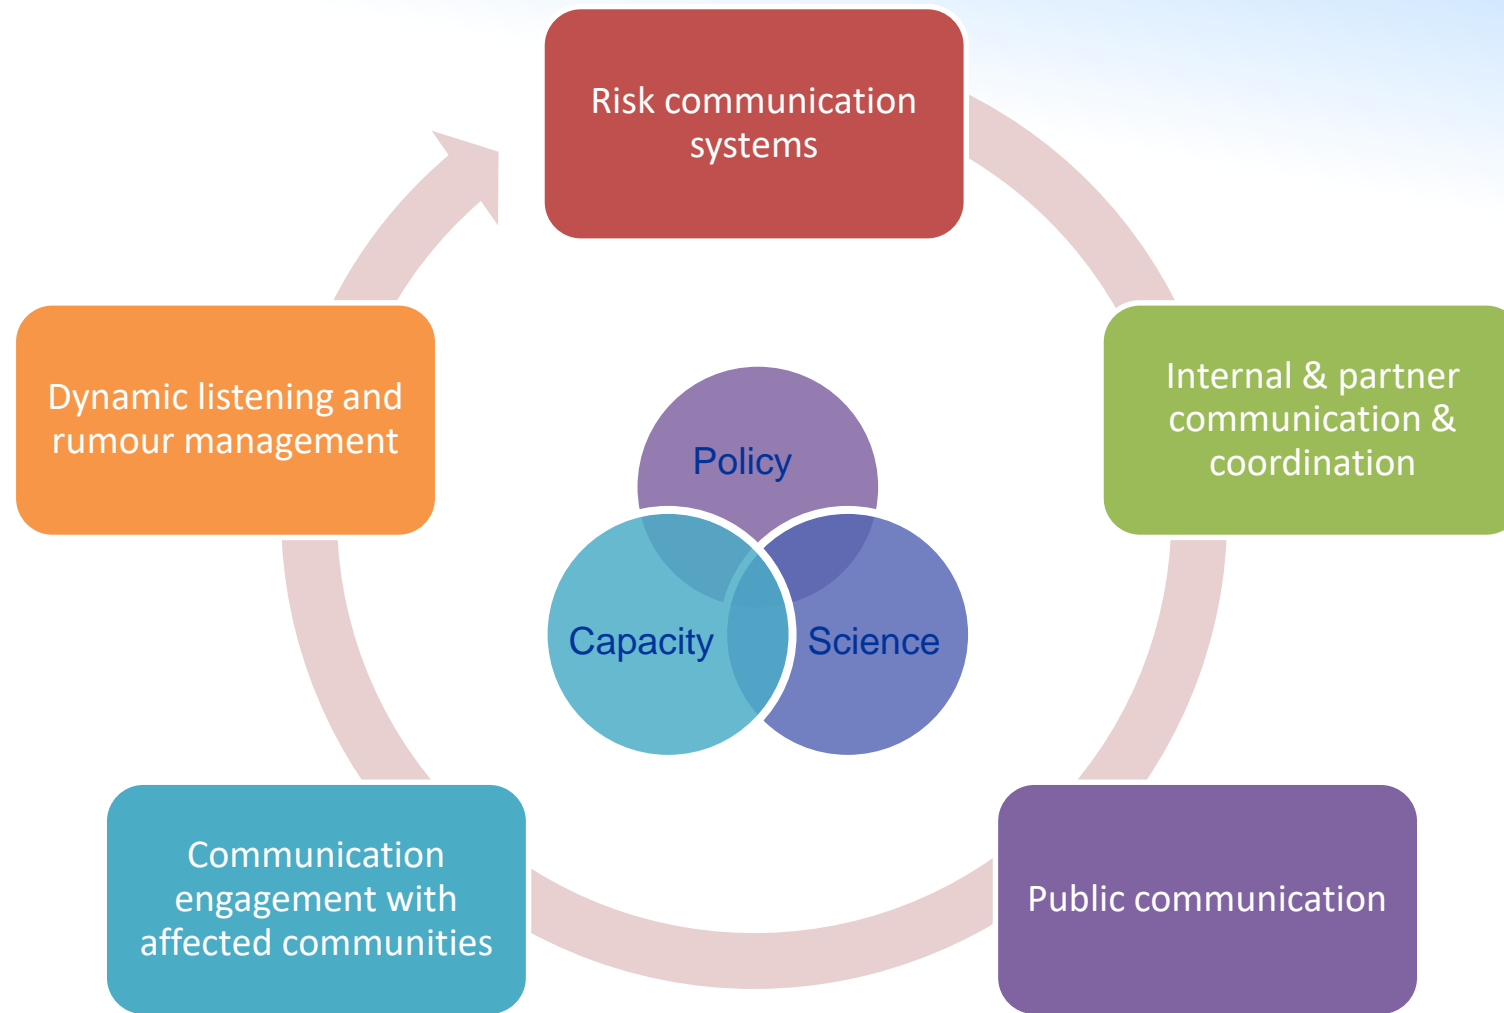 Risk communication
systems
Internal & partner
communication &
coordination
Public communication
Communication
engagement with
affected communities
Dynamic listening and
rumour management
Policy
Capacity
Science